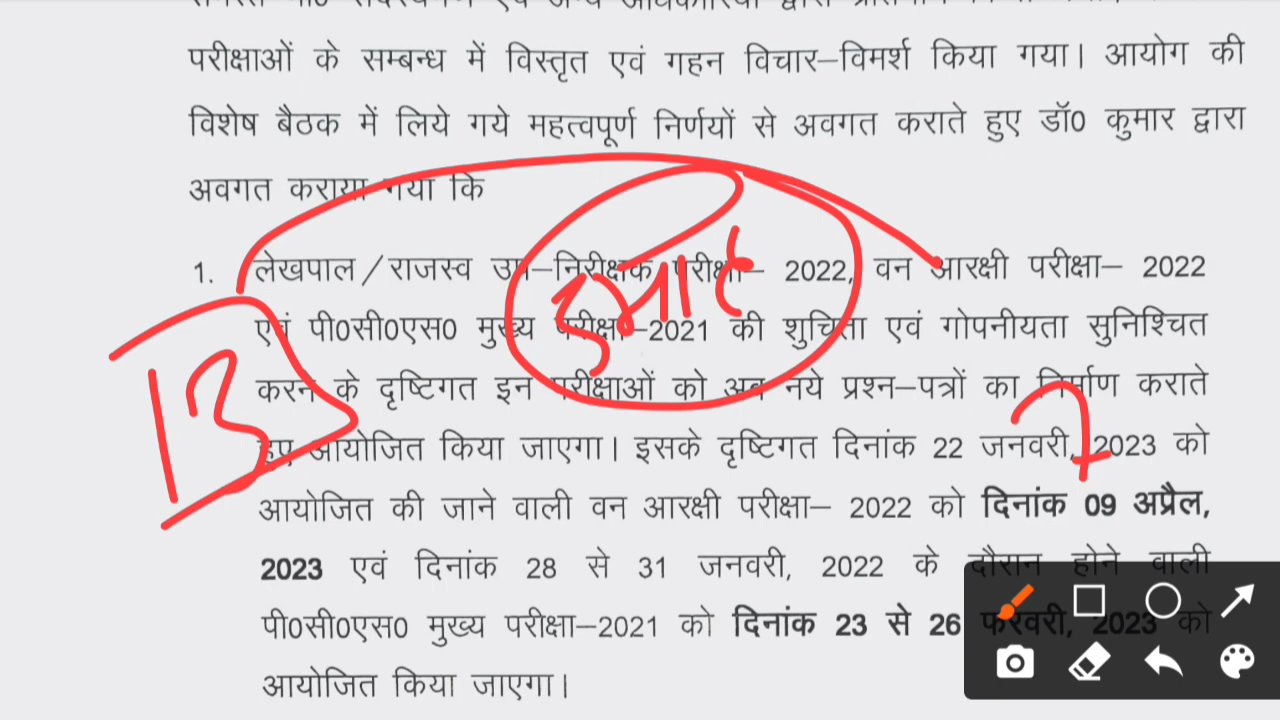 परीक्षाओं के सम्बन्ध में विस्तृत एवं गहन विचार–विमर्श किया गया। आयोग की
विशेष बैठक में लिये गये महत्वपूर्ण निर्णयों से अवगत कराते हुए डॉ0 कुमार द्वारा
अवगत कराया गया कि
1. लेखपाल/राजस्व उप–निरीक्षक परीक्षा– 2022, वन आरक्षी परीक्षा– 2022
एवं पी0सी0एस0 मुख्य परीक्षा–2021 की शुचिता एवं गोपनीयता सुनिश्चित
करने के दृष्टिगत इन परीक्षाओं को अब नये प्रश्न–पत्रों का निर्माण कराते
हुए आयोजित किया जाएगा। इसके दृष्टिगत दिनांक 22 जनवरी, 2023 को
आयोजित की जाने वाली वन आरक्षी परीक्षा– 2022 को दिनांक 09 अप्रैल,
2023 एवं दिनांक 28 से 31 जनवरी, 2022 के दौरान होने वाली
पी0सी0एस0 मुख्य परीक्षा–2021 को दिनांक 23 से 26 फरवरी, 2023 को
आयोजित किया जाएगा।
13